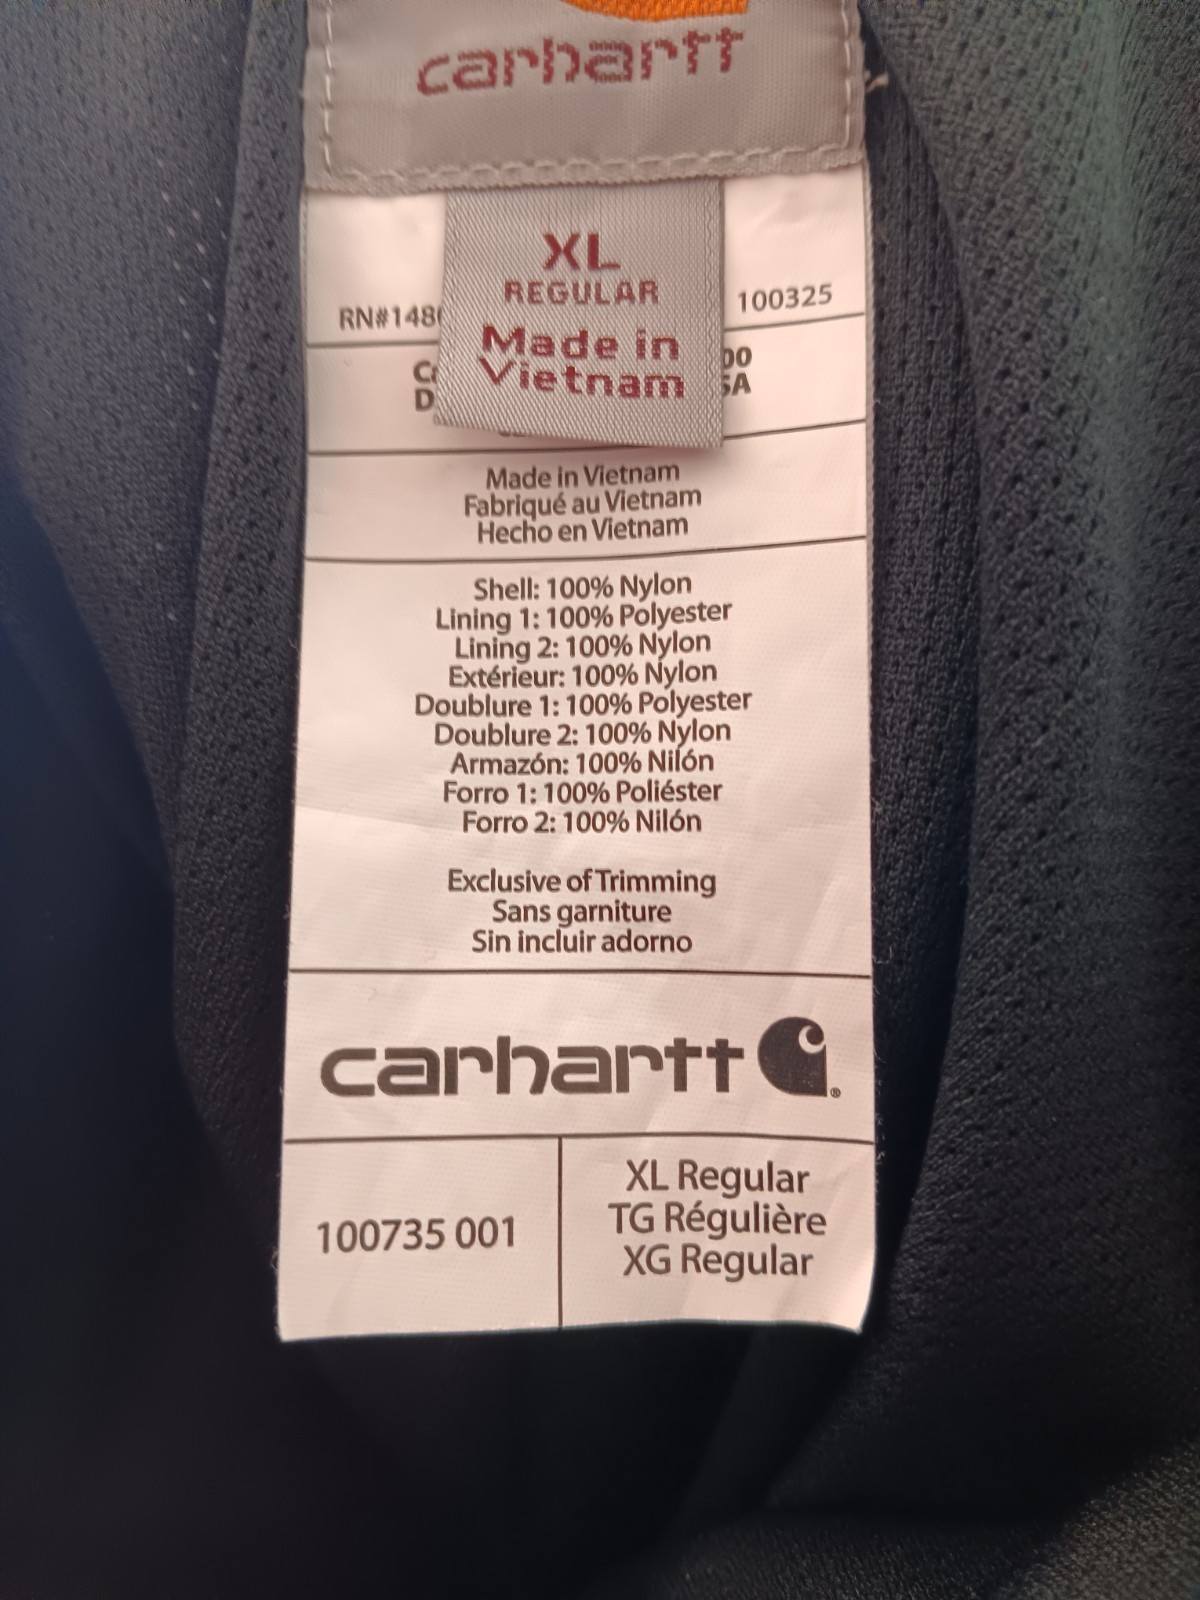 carhartt
XL
REGULAR
Made in
Vietnam
100325
Made in Vietnam
Fabriqué au Vietnam
Hecho en Vietnam
Shell: 100% Nylon
Lining 1: 100% Polyester
Lining 2: 100% Nylon
Extérieur: 100% Nylon
Doublure 1: 100% Polyester
Doublure 2: 100% Nylon
Armazón: 100% Nilón
Forro 1: 100% Poliéster
Forro 2: 100% Nilón
Exclusive of Trimming
Sans garniture
Sin incluir adorno
carhartt
100735 001
XL Regular
TG Régulière
XG Regular